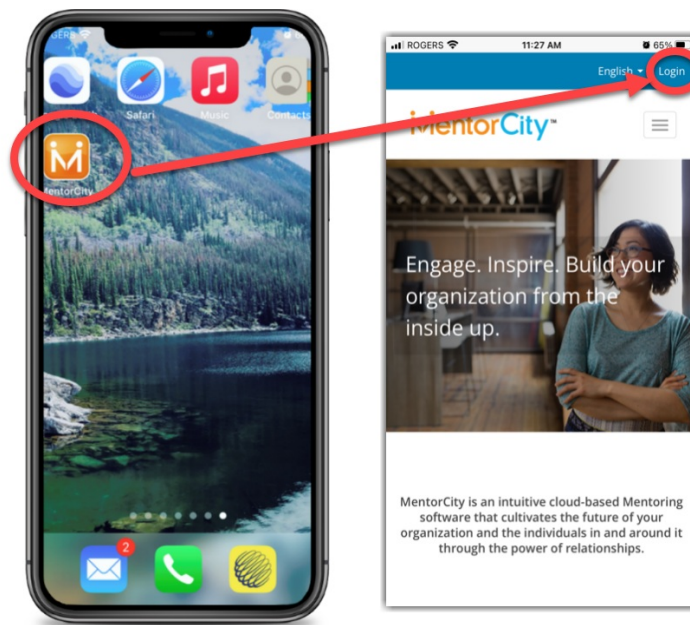 Safari
Music
Contacts
MentorCity
2
ROGERS
11:27 AM
65%
English
Login
MentorCity™
Engage. Inspire. Build your
organization from the
inside up.
MentorCity is an intuitive cloud-based Mentoring
software that cultivates the future of your
organization and the individuals in and around it
through the power of relationships.